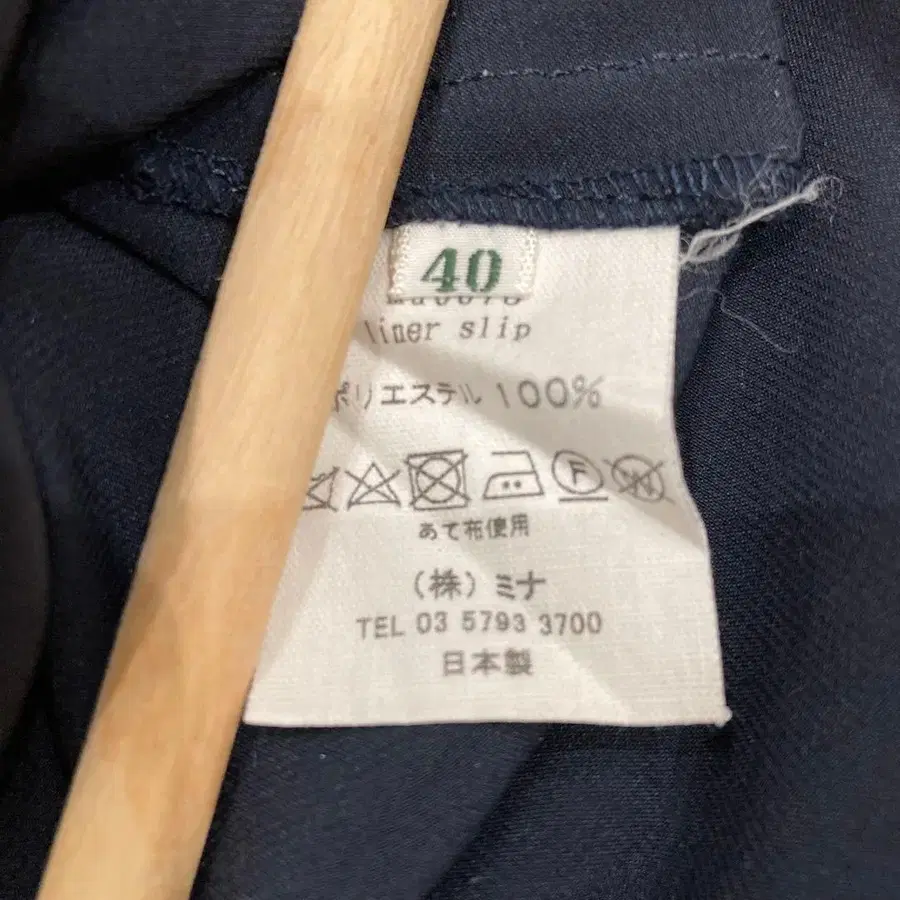 40
liner slip
ポリエステル 100%
F
W
あて布使用
(株) ミナ
TEL 03 5793 3700
日本製